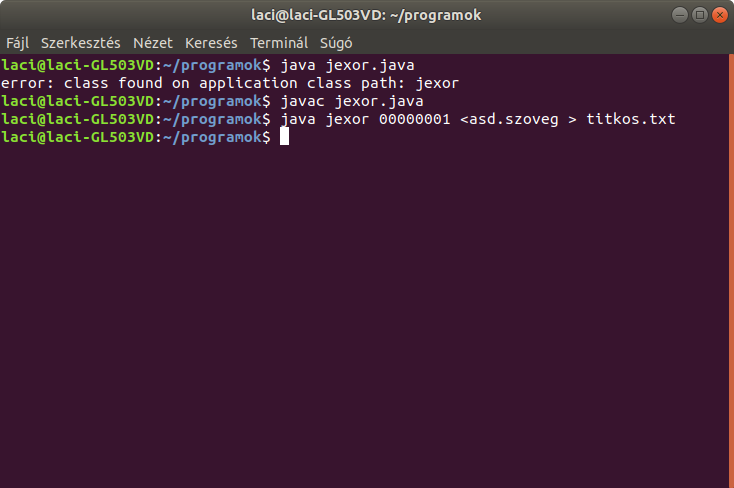 laci@laci-GL503VD: ~/programok
Fájl Szerkesztés Nézet Keresés Terminál Súgó
laci@laci-GL503VD:~/programok$ java jexor.java
error: class found on application class path: jexor
laci@laci-GL503VD:~/programok$ javac jexor.java
laci@laci-GL503VD:~/programok$ java jexor 00000001 <asd.szoveg > titkos.txt
laci@laci-GL503VD:~/programok$